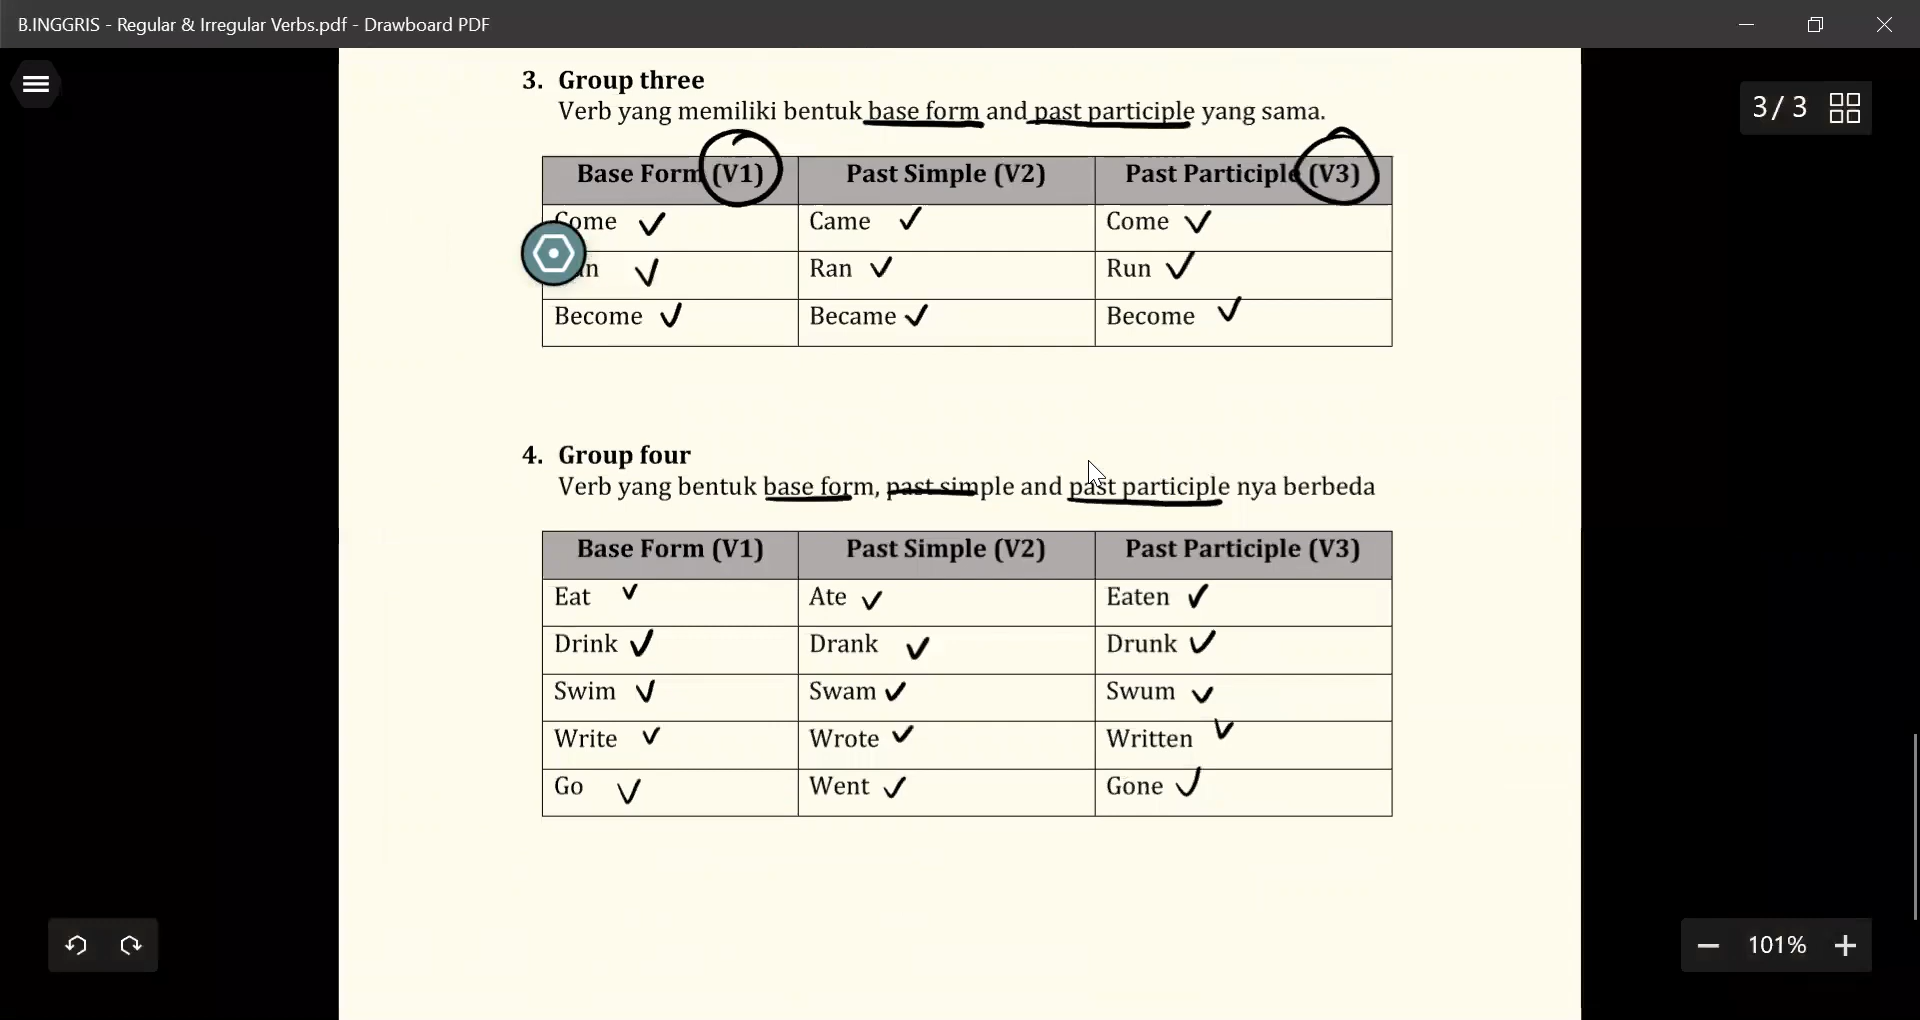 B.INGGRIS - Regular & Irregular Verbs.pdf - Drawboard PDF
3/3
3. Group three
Verb yang memiliki bentuk base form and past participle yang sama.
Base Form (V1) Past Simple (V2) Past Participle (V3)
Come Came Come
Ran Run
Become Became Become
4. Group four
Verb yang bentuk base form, past simple and past participle nya berbeda
Base Form (V1) Past Simple (V2) Past Participle (V3)
Eat Ate Eaten
Drink Drank Drunk
Swim Swam Swum
Write Wrote Written
Go Went Gone
101%